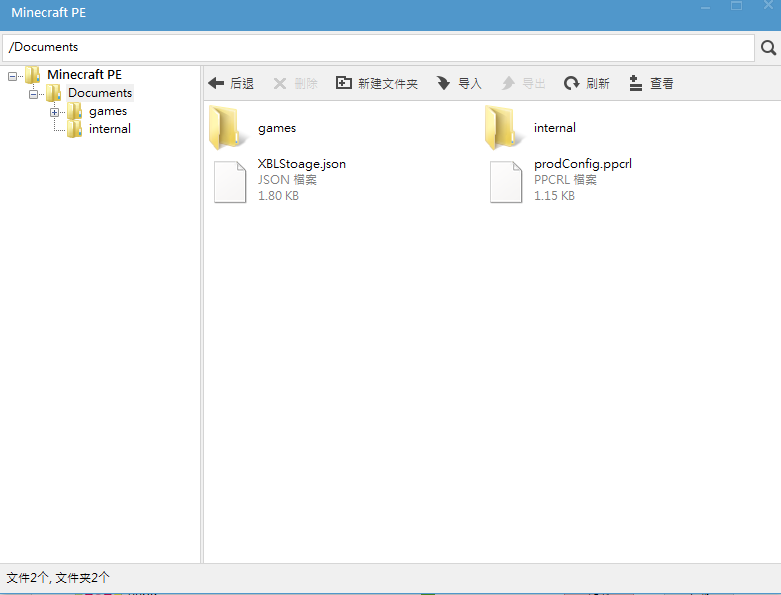 Minecraft PE
/Documents
Minecraft PE
Documents
games
internal
后退 删除 新建文件夹 导入 导出 刷新 查看
games
internal
XBLStoage.json
JSON 檔案
1.80 KB
prodConfig.ppcrl
PPCRL 檔案
1.15 KB
文件2个, 文件夹2个